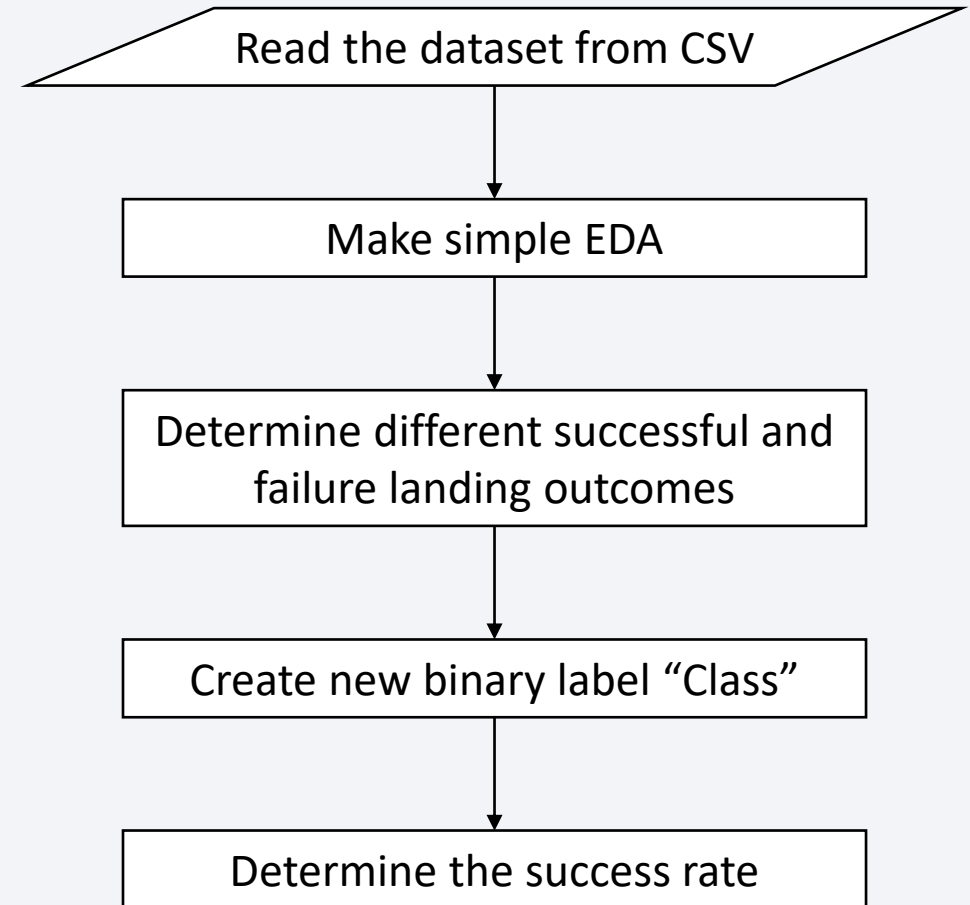 Read the dataset from CSV
Make simple EDA
Determine different successful and
failure landing outcomes
Create new binary label “Class”
Determine the success rate